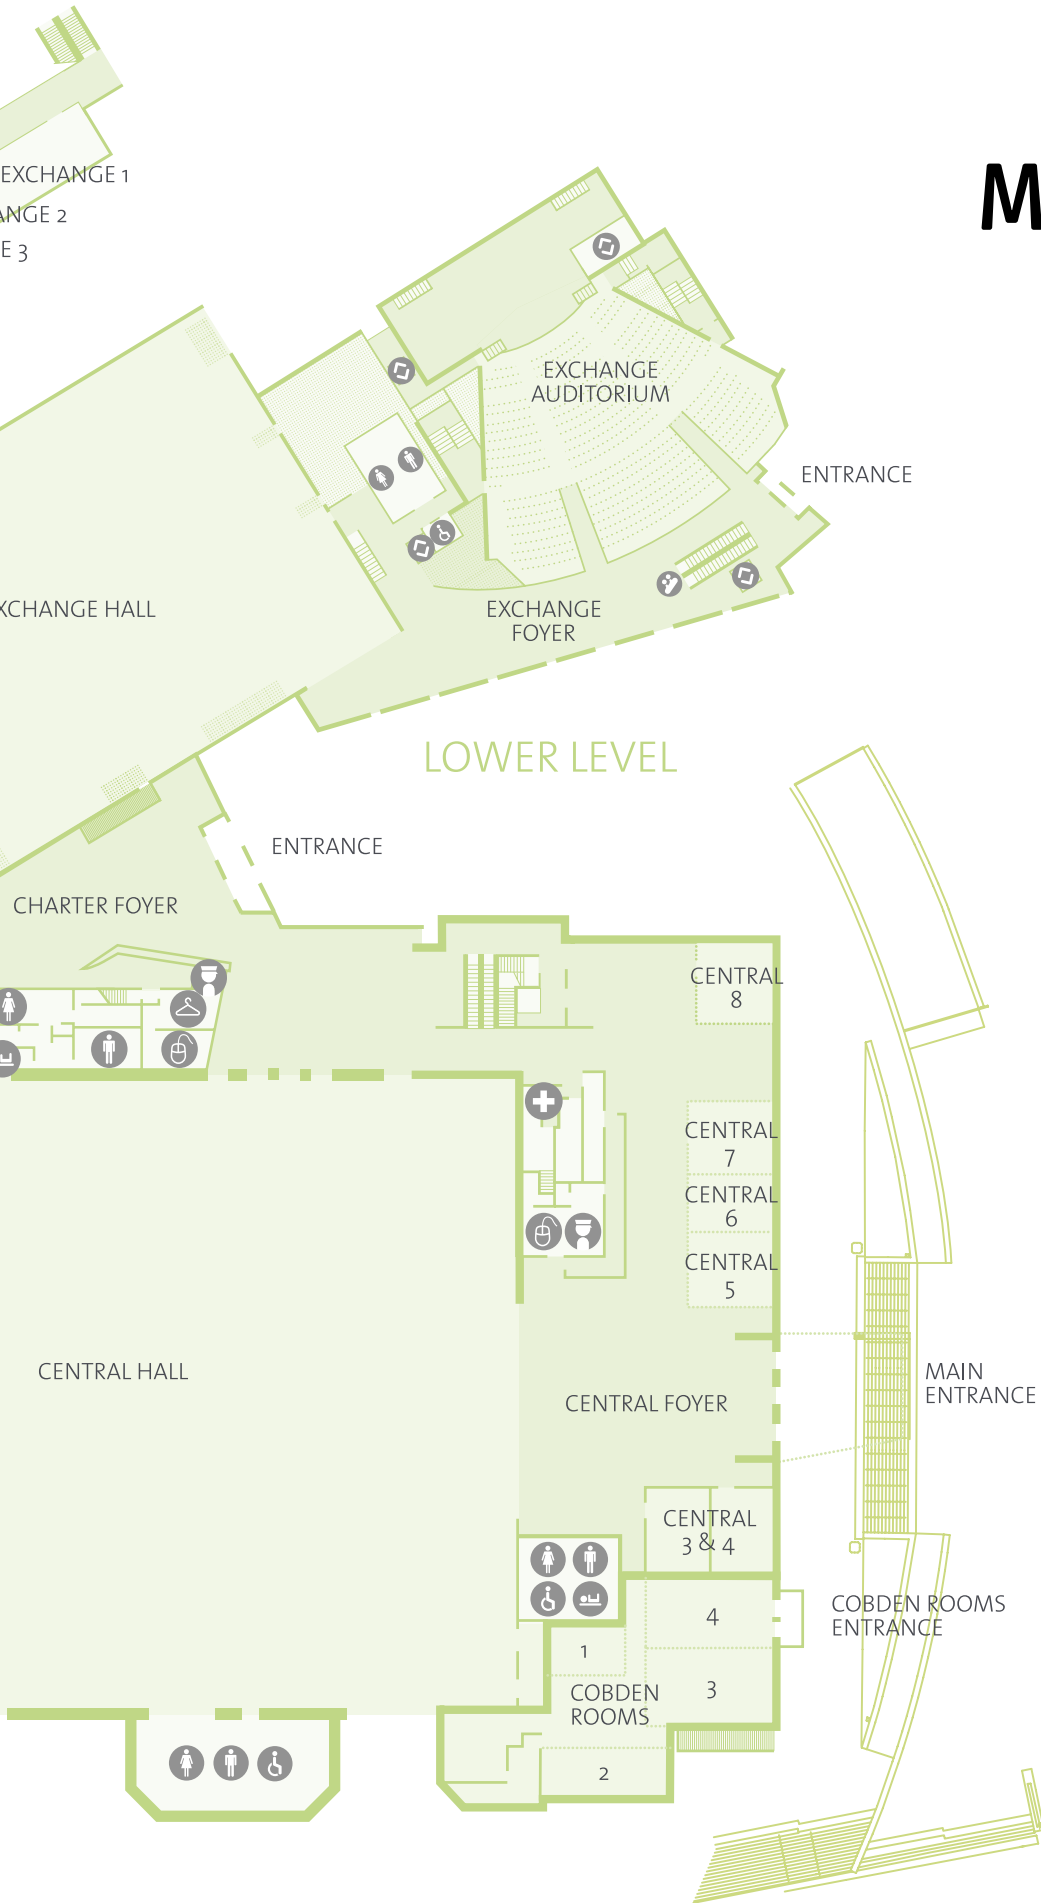 EXCHANGE 1
ANGE 2
E 3
M
EXCHANGE
AUDITORIUM
ENTRANCE
XCHANGE HALL
EXCHANGE
FOYER
LOWER LEVEL
ENTRANCE
CHARTER FOYER
CENTRAL
8
CENTRAL
7
CENTRAL
6
CENTRAL
5
CENTRAL HALL
MAIN
ENTRANCE
CENTRAL FOYER
CENTRAL
3 & 4
COBDEN ROOMS
ENTRANCE
4
1
3
COBDEN
ROOMS
2